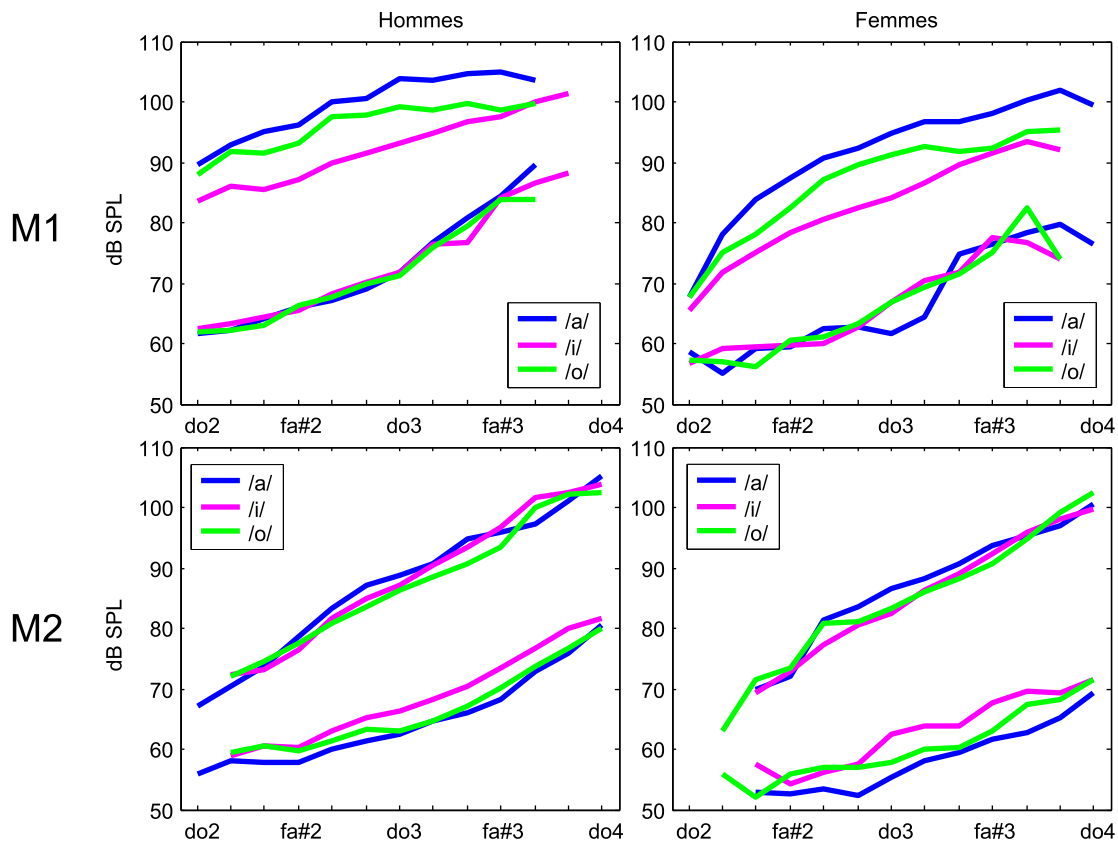 Hommes
Femmes
M1
dB SPL
110
100
90
80
70
60
50
/a/
/i/
/o/
do2
fa#2
do3
fa#3
110
100
90
80
70
60
50
/a/
/i/
/o/
do2
fa#2
do3
fa#3
do4
do4
M2
dB SPL
110
100
90
80
70
60
50
/a/
/i/
/o/
do2
fa#2
do3
fa#3
do4
110
100
90
80
70
60
50
/a/
/i/
/o/
do2
fa#2
do3
fa#3
do4